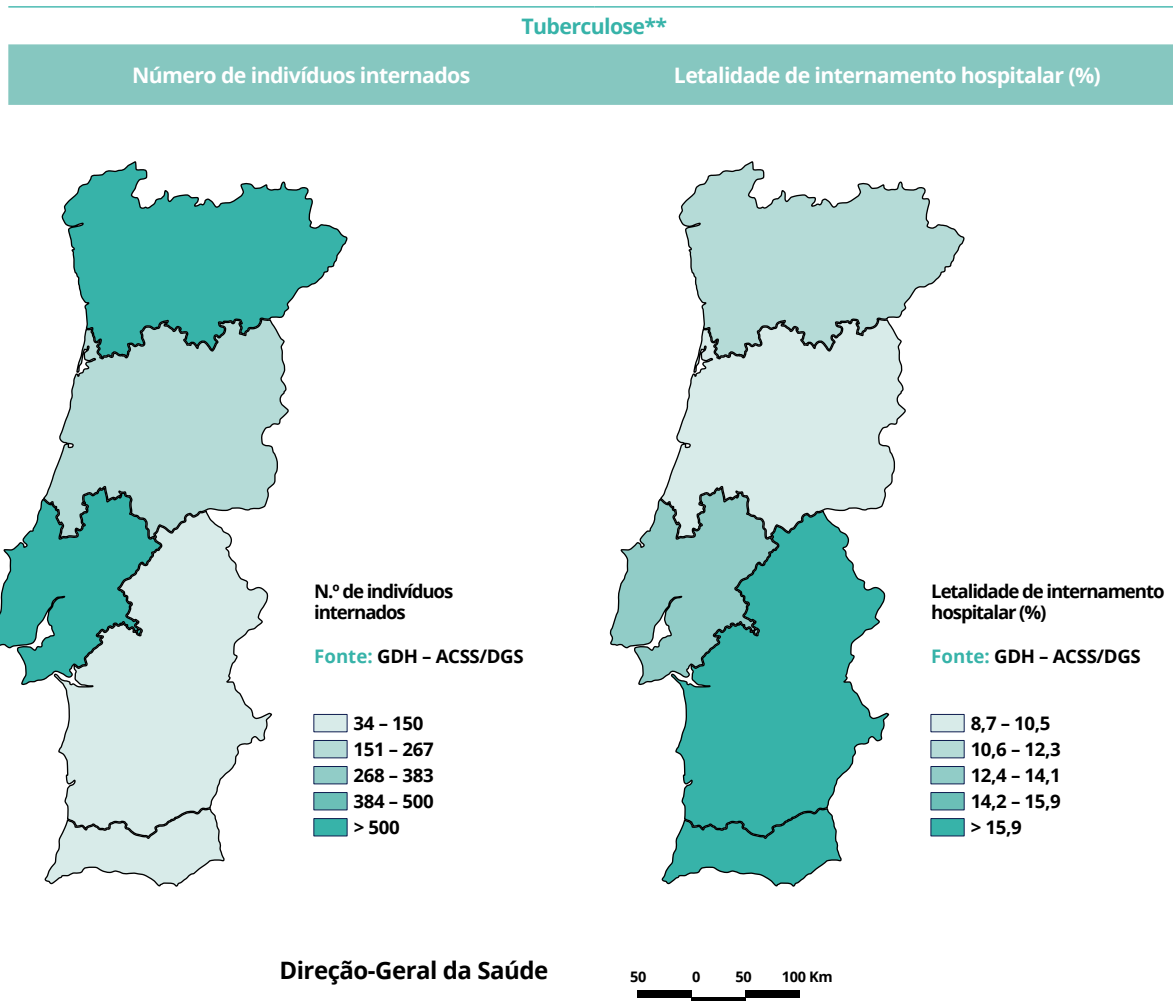 Tuberculose**
Número de indivíduos internados
Letalidade de internamento hospitalar (%)
N.º de indivíduos
internados
Fonte: GDH – ACSS/DGS
34 – 150
151 – 267
268 – 383
384 – 500
> 500
Letalidade de internamento
hospitalar (%)
Fonte: GDH – ACSS/DGS
8,7 – 10,5
10,6 – 12,3
12,4 – 14,1
14,2 – 15,9
> 15,9
Direção-Geral da Saúde
50 0 50 100 Km